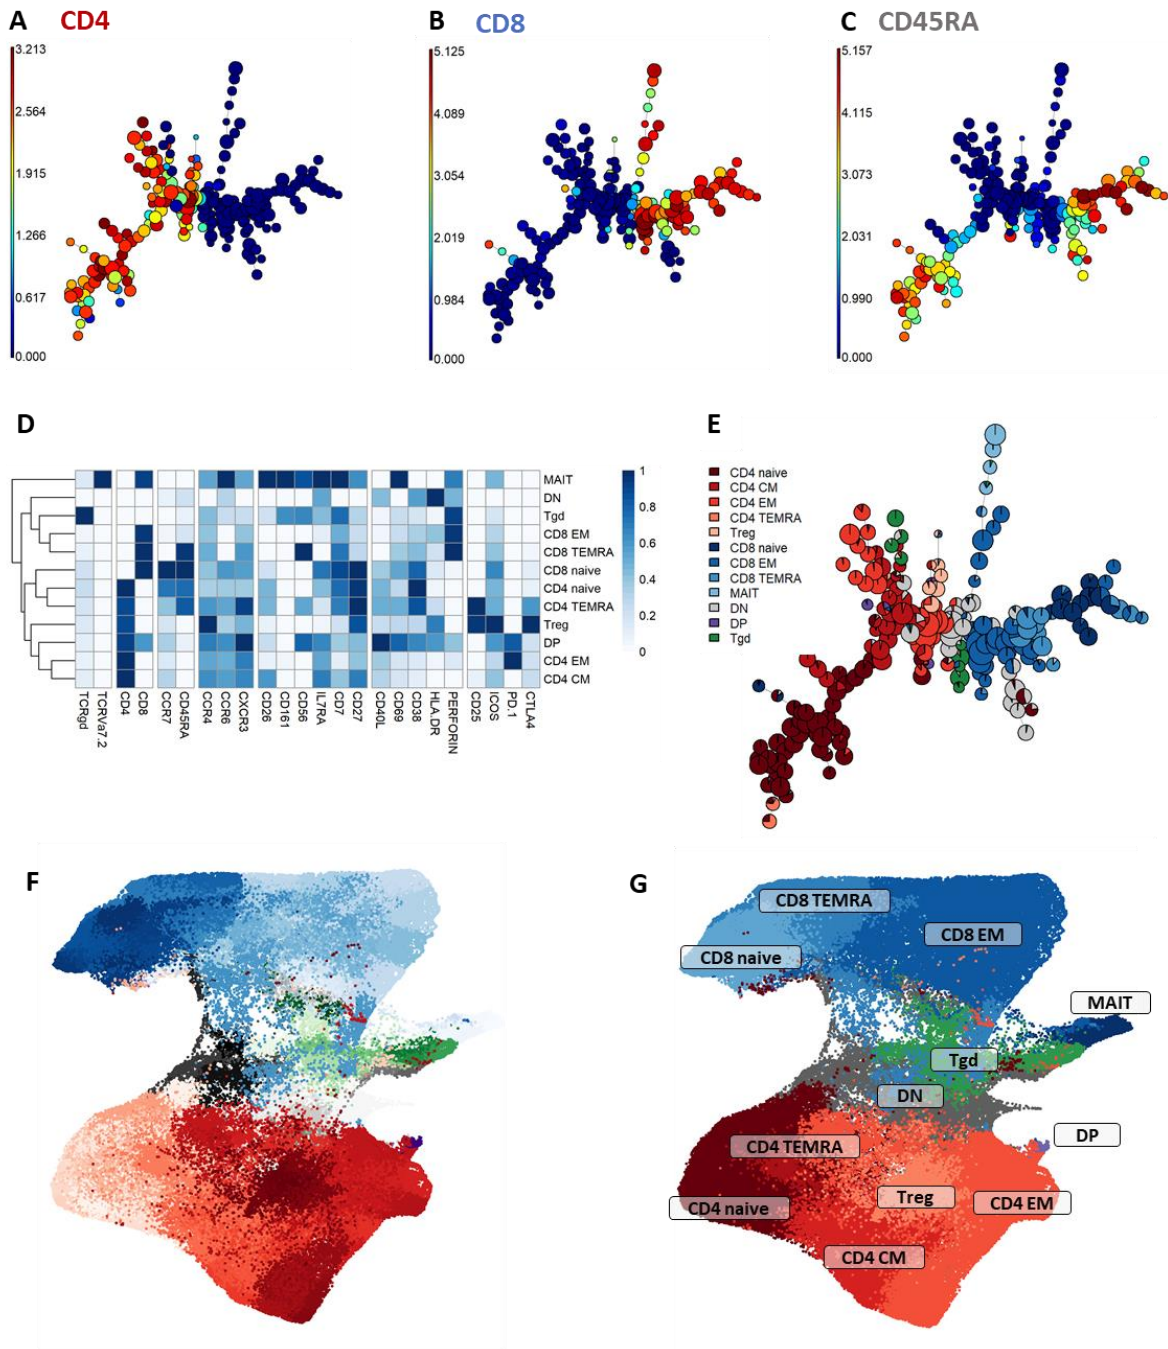 A CD4
B CD8
C CD45RA
3.213
2.564
1.915
1.266
0.617
0.000
5.125
4.089
3.054
2.019
0.984
0.000
5.157
4.115
3.073
2.031
0.990
0.000
D
MAIT
DN
Tgd
CD8 EM
CD8 TEMRA
CD8 naive
CD4 naive
CD4 TEMRA
Treg
DP
CD4 EM
CD4 CM
TCRgd
TCRVa7.2
CD4
CD8
CCR7
CD45RA
CCR4
CCR6
CXCR3
CD26
CD161
CD56
IL7RA
CD7
CD27
CD40L
CD69
CD38
HLA.DR
PERFORIN
CD25
ICOS
PD.1
CTLA4
1
0.8
0.6
0.4
0.2
0
E
CD4 naive
CD4 CM
CD4 EM
CD4 TEMRA
Treg
CD8 naive
CD8 EM
CD8 TEMRA
MAIT
DN
DP
Tgd
F
G
CD8 TEMRA
CD8 EM
CD8 naive
MAIT
Tgd
DN
DP
CD4 TEMRA
Treg
CD4 EM
CD4 naive
CD4 CM